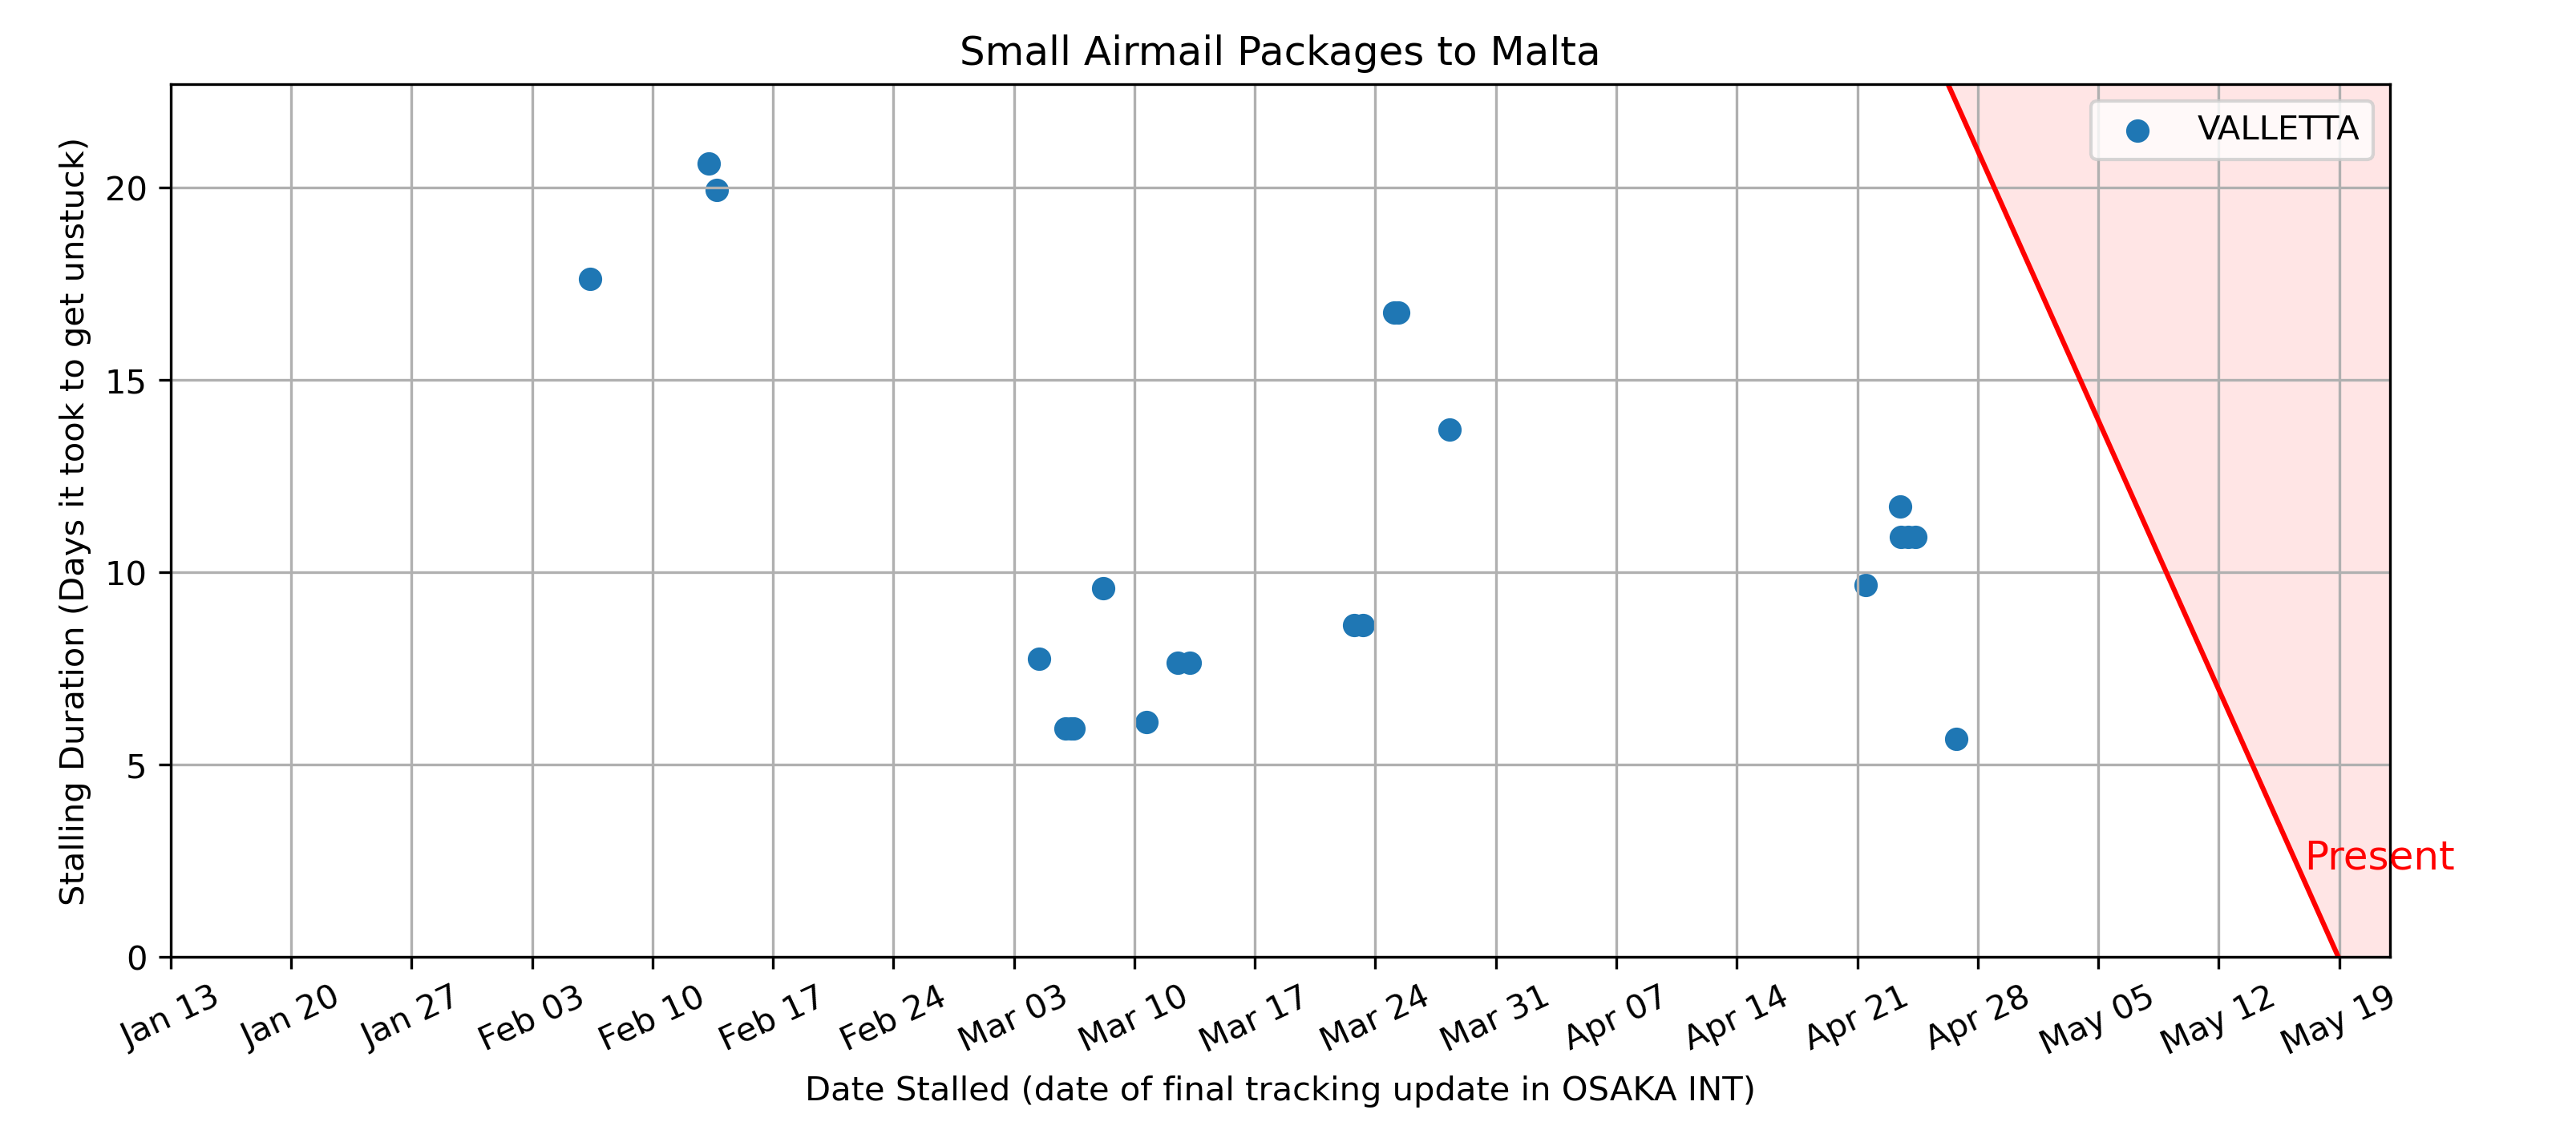 Small Airmail Packages to Malta
VALLETTA
Stalling Duration (Days it took to get unstuck)
20
15
10
5
0
Present
Jan 13
Jan 20
Jan 27
Feb 03
Feb 10
Feb 17
Feb 24
Mar 03
Mar 10
Mar 17
Mar 24
Mar 31
Apr 07
Apr 14
Apr 21
Apr 28
May 05
May 12
May 19
Date Stalled (date of final tracking update in OSAKA INT)